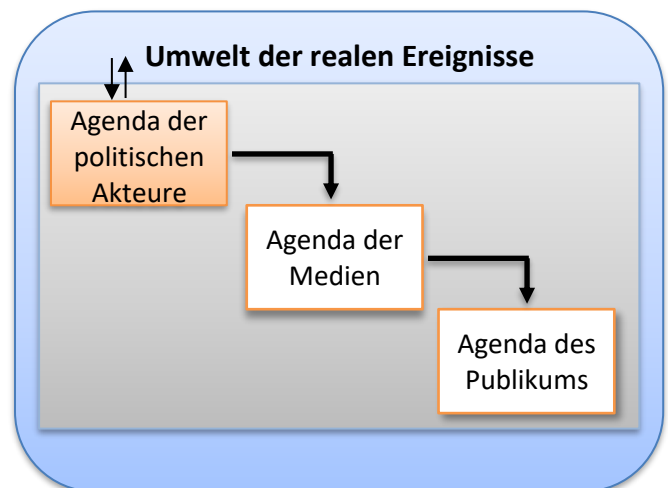 Umwelt der realen Ereignisse
Agenda der
politischen
Akteure
Agenda der
Medien
Agenda des
Publikums